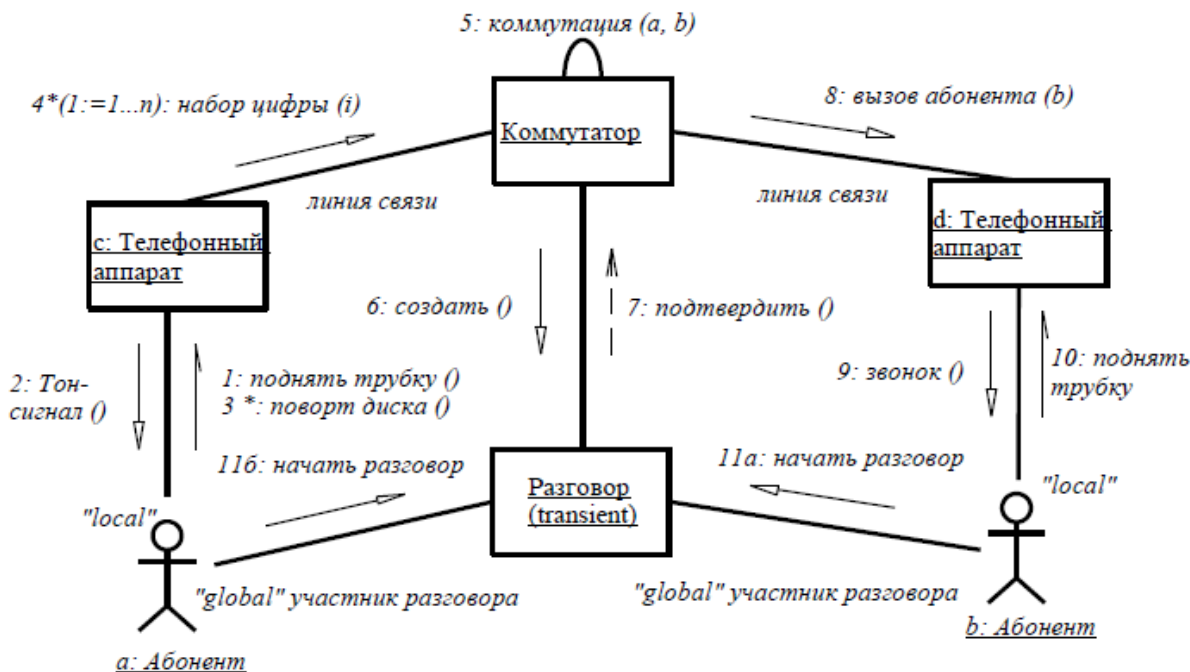 5: коммутация (a, b)
4*(1:=1...n): набор цифры (i)
8: вызов абонента (b)
Коммутатор
линия связи
линия связи
c: Телефонный
аппарат
d: Телефонный
аппарат
6: создать ()
7: подтвердить ()
2: Тон-
сигнал ()
1: поднять трубку ()
3 *: поворт диска ()
9: звонок ()
10: поднять
трубку
11б: начать разговор
11а: начать разговор
Разговор
(transient)
"local"
"local"
"global" участник разговора
"global" участник разговора
a: Абонент
b: Абонент